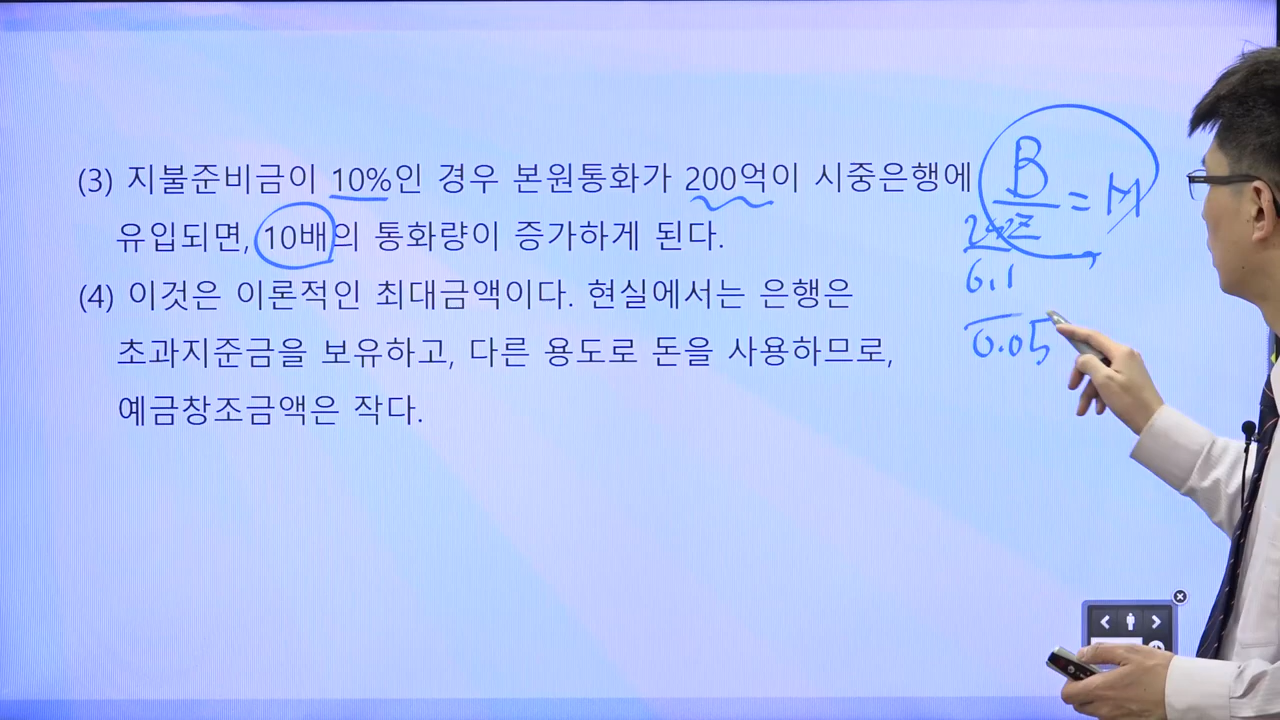 (3) 지불준비금이 10%인 경우 본원통화가 200억이 시중은행에
유입되면, 10배의 통화량이 증가하게 된다.
(4) 이것은 이론적인 최대금액이다. 현실에서는 은행은
초과지준금을 보유하고, 다른 용도로 돈을 사용하므로,
예금창조금액은 작다.
B
= M
0.1
0.05